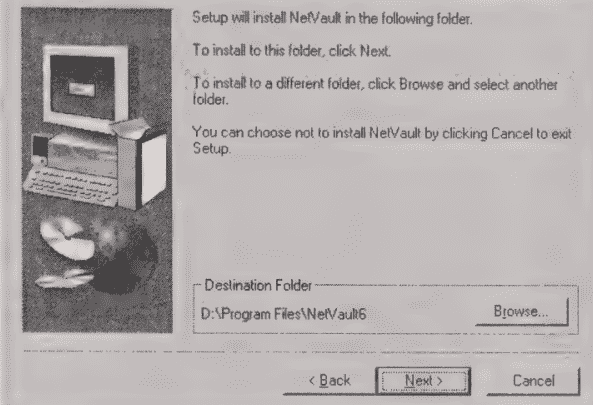 Setup will install NetVault in the following folder.
To install to this folder, click Next.
To install to a different folder, click Browse and select another
folder.
You can choose not to install NetVault by clicking Cancel to exit
Setup.
Destination Folder
D:\Program Files\NetVault6
Browse...
< Back
Next >
Cancel